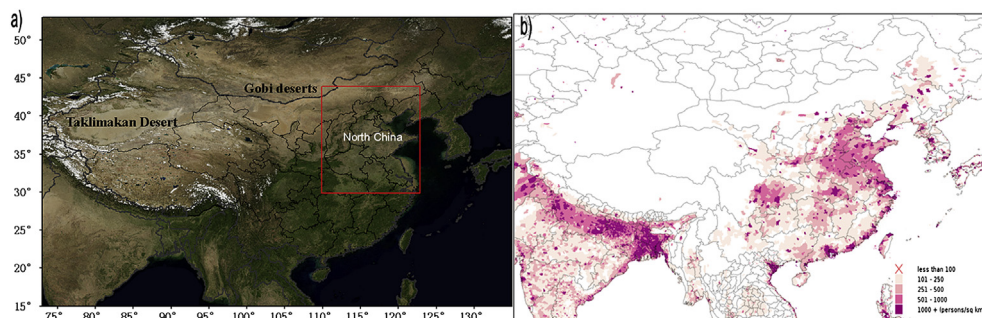 a)
50°
45°
40°
35°
30°
25°
20°
15°
75° 80° 85° 90° 95° 100° 105° 110° 115° 120° 125° 130°
Gobi deserts
Taklimakan Desert
North China
b)
less than 100
101 - 250
251 - 500
501 - 1000
1000 + (persons/sq km